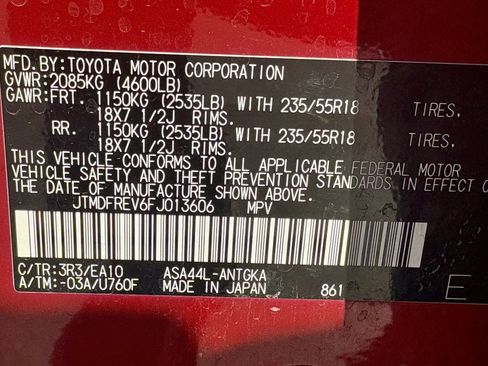 MFD.BY:TOYOTA MOTOR CORPORATION
GVWR:2085KG (4600LB)
GAWR:FRT. 1150KG (2535LB) WITH 235/55R18 TIRES.
18X7 1/2J RIMS.
RR. 1150KG (2535LB) WITH 235/55R18 TIRES.
18X7 1/2J RIMS.
THIS VEHICLE CONFORMS TO ALL APPLICABLE FEDERAL MOTOR
VEHICLE SAFETY AND THEFT PREVENTION STANDARDS IN EFFECT O
DATE OF MANUFACTURE SHOWN ABOVE.
JTMDFREV6FJ013606 MPV
C/TR:3R3/EA10 ASA44L-ANTGKA
A/TM:-03A/U760F MADE IN JAPAN 861 E